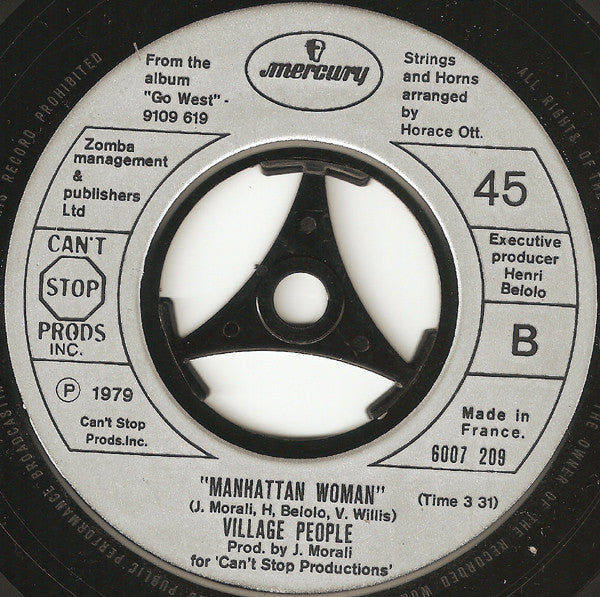 mercury
From the
album
"Go West" -
9109 619
Strings
and Horns
arranged
by
Horace Ott.
Zomba
management
&
publishers
Ltd
CAN'T
STOP
PRODS
INC.
P 1979
Can't Stop
Prods.Inc.
45
Executive
producer
Henri
Belolo
B
Made in
France.
6007 209
"MANHATTAN WOMAN"
(J. Morali, H, Belolo, V. Willis)
(Time 3 31)
VILLAGE PEOPLE
Prod. by J. Morali
for 'Can't Stop Productions'
ALL RIGHTS OF THE
OWNER OF THE RECORDED WORK
PUBLIC PERFORMANCE BROADCASTING
RECORD PROHIBITED